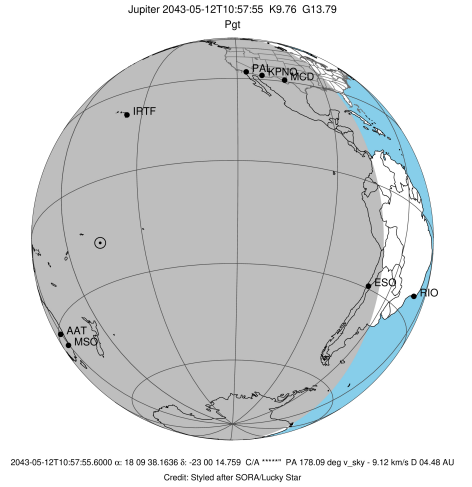 Jupiter 2043-05-12T10:57:55 K9.76 G13.79
Pgt
PAL
KPNO
MCD
IRTF
ESO
RIO
AAT
MSO
2043-05-12T10:57:55.6000 α: 18 09 38.1636 δ: -23 00 14.759 C/A *****" PA 178.09 deg v_sky - 9.12 km/s D 04.48 AU
Credit: Styled after SORA/Lucky Star